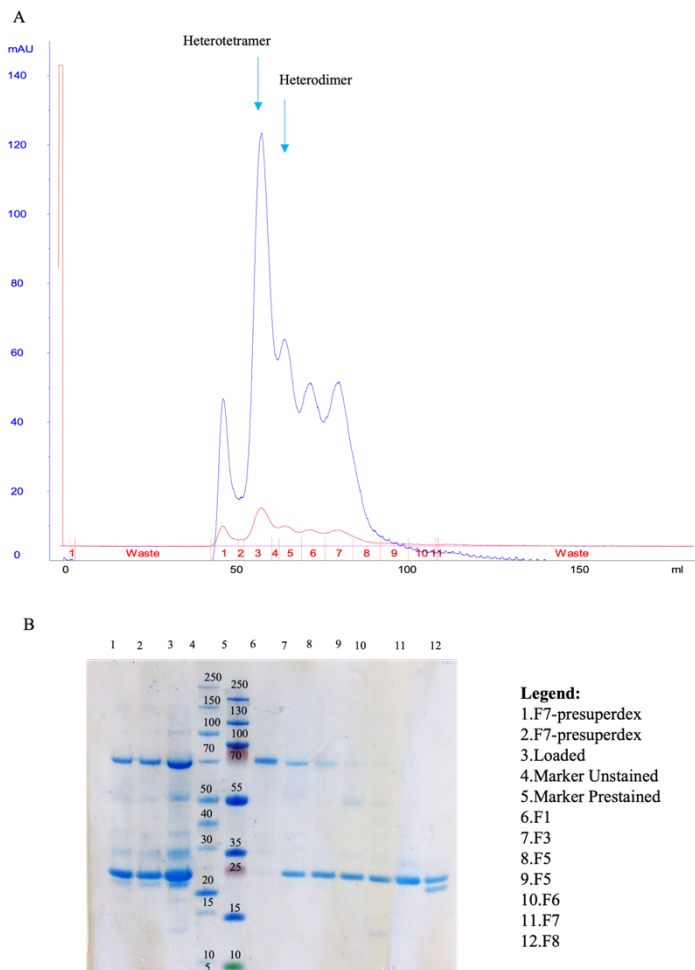 A
mAU
Heterotetramer
Heterodimer
140
120
100
80
60
40
20
0
1 Waste 1 2 3 4 5 6 7 8 9 10 11 Waste
0 50 100 150 ml
B
1 2 3 4 5 6 7 8 9 10 11 12
250
150
100
70
50
40
30
20
15
10
5
250
130
100
70
55
35
25
15
10
Legend:
1.F7-presuperdex
2.F7-presuperdex
3.Loaded
4.Marker Unstained
5.Marker Prestained
6.F1
7.F3
8.F5
9.F5
10.F6
11.F7
12.F8